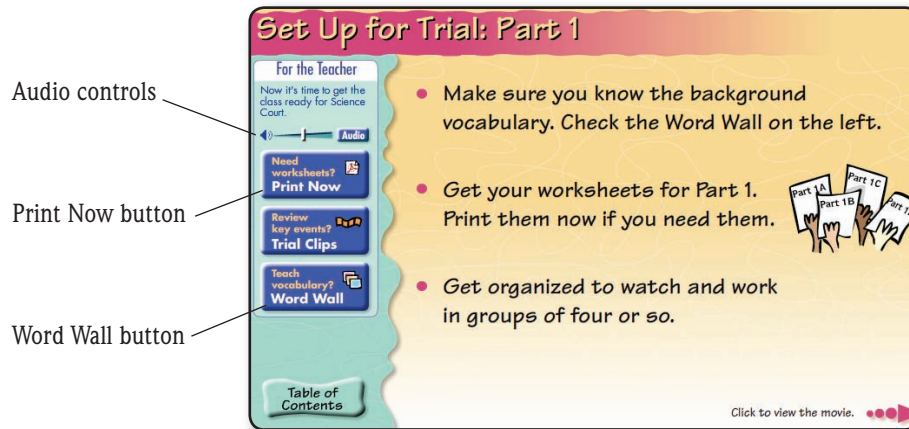 Set Up for Trial: Part 1
Audio controls
Print Now button
Word Wall button
For the Teacher
Now it's time to get the
class ready for Science
Court.
Audio
Need
worksheets?
Print Now
Review
key events?
Trial Clips
Teach
vocabulary?
Word Wall
Table of
Contents
• Make sure you know the background
vocabulary. Check the Word Wall on the left.
• Get your worksheets for Part 1.
Print them now if you need them.
Part 1A
Part 1B
Part 1C
• Get organized to watch and work
in groups of four or so.
Click to view the movie.